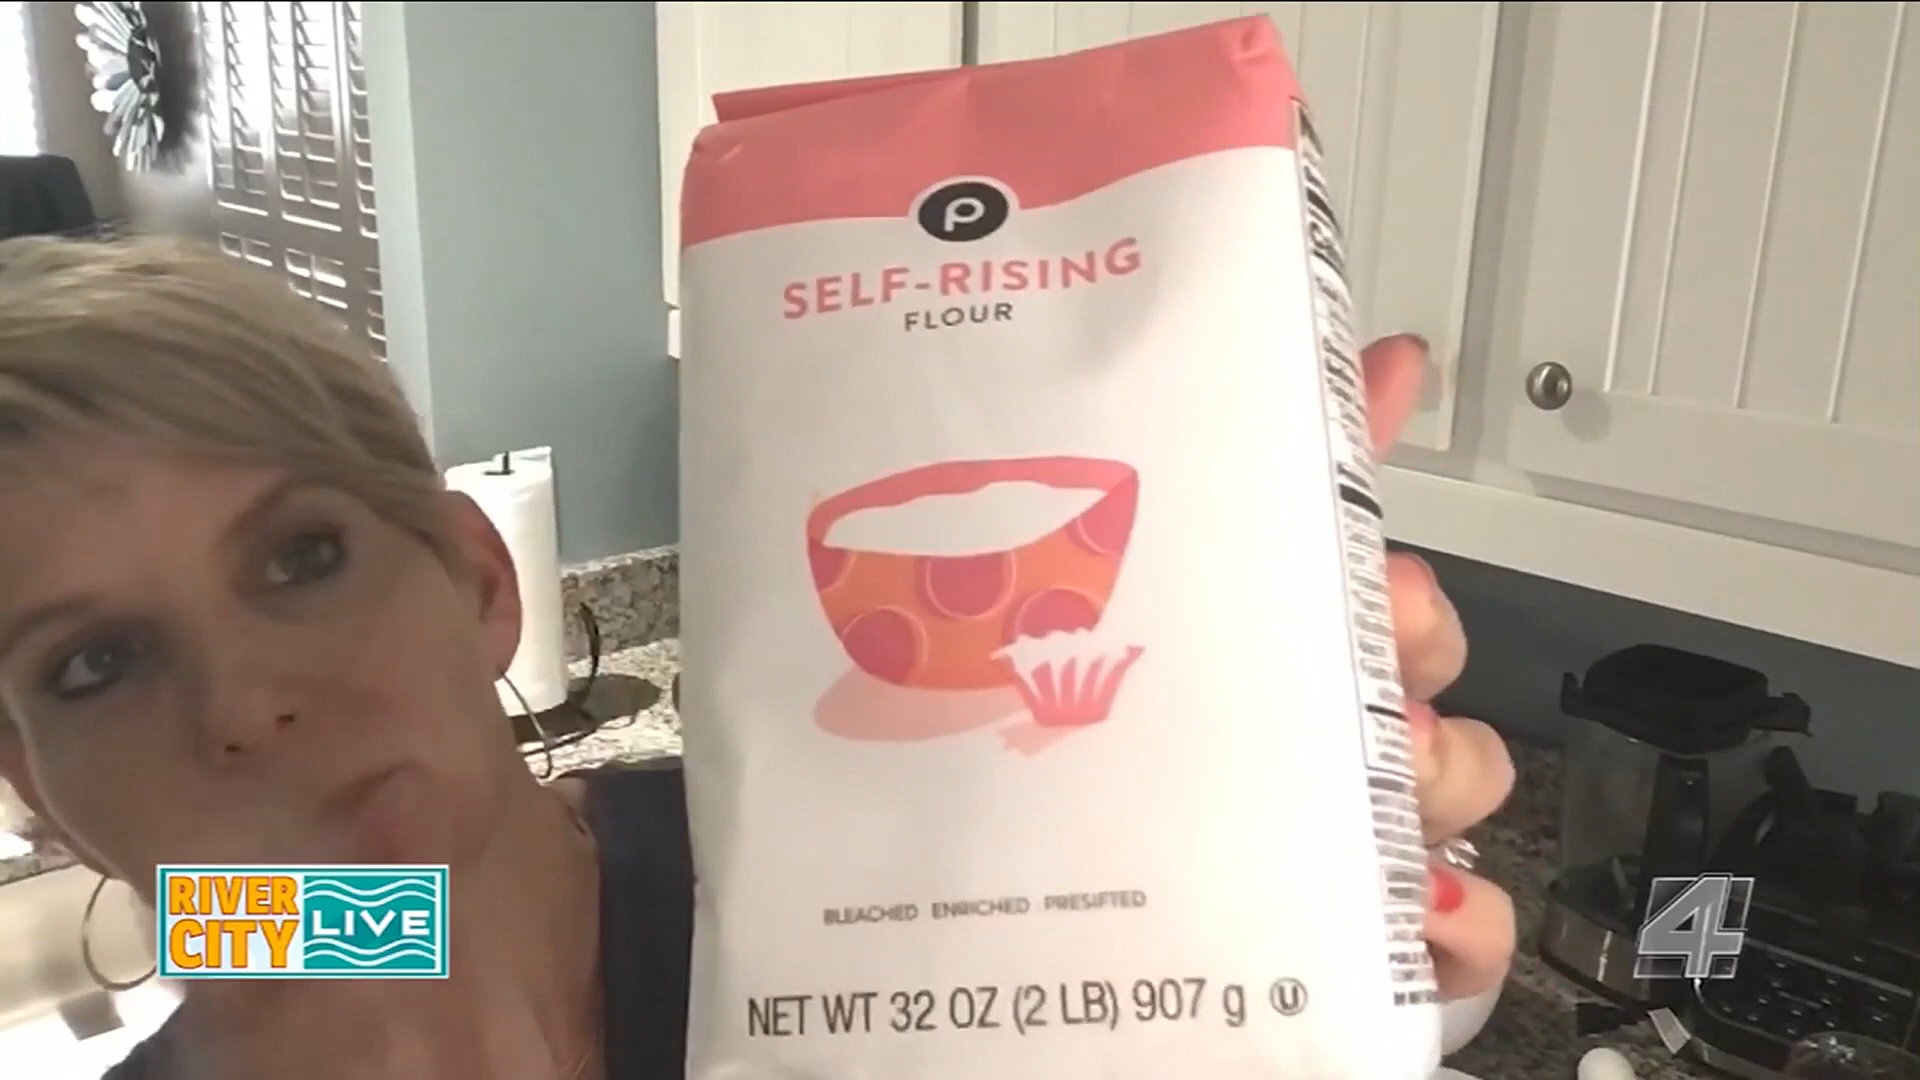 P
SELF-RISING
FLOUR
BLEACHED ENRICHED PRESIFTED
NET WT 32 OZ (2 LB) 907 g U
RIVER
CITY
LIVE
4